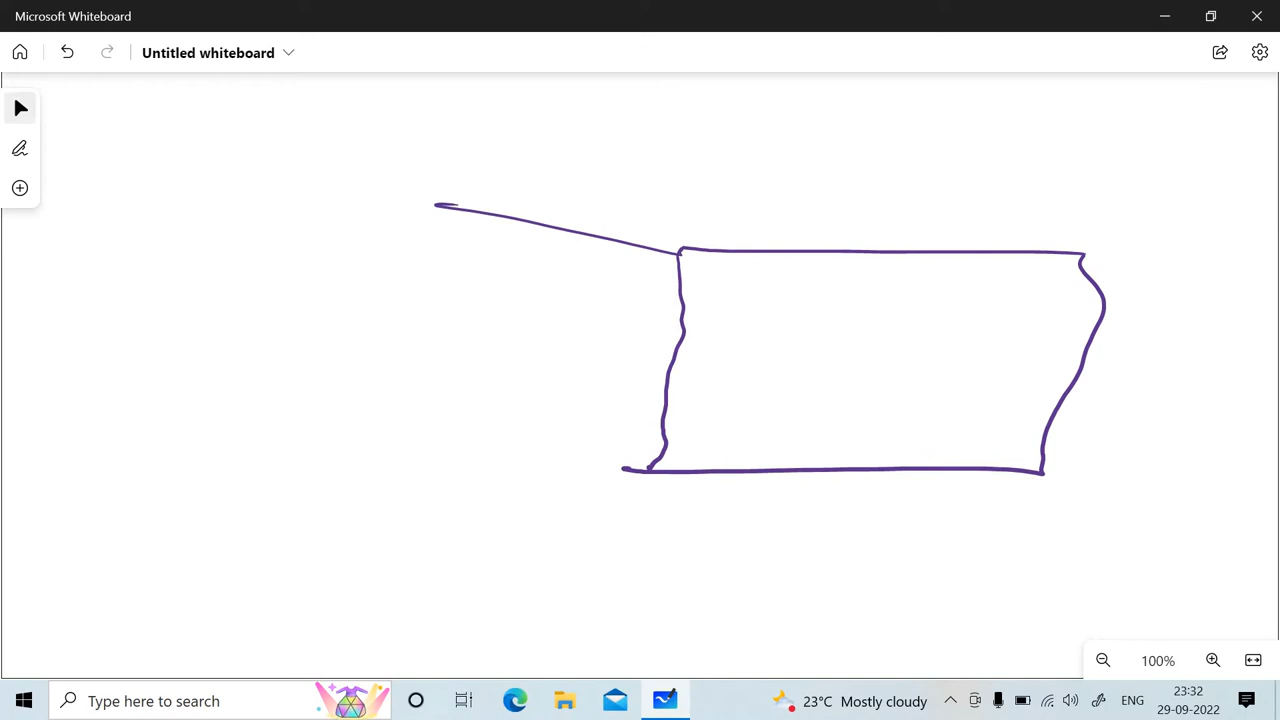 Microsoft Whiteboard
Untitled whiteboard
100%
Type here to search
23°C Mostly cloudy
ENG
23:32
29-09-2022